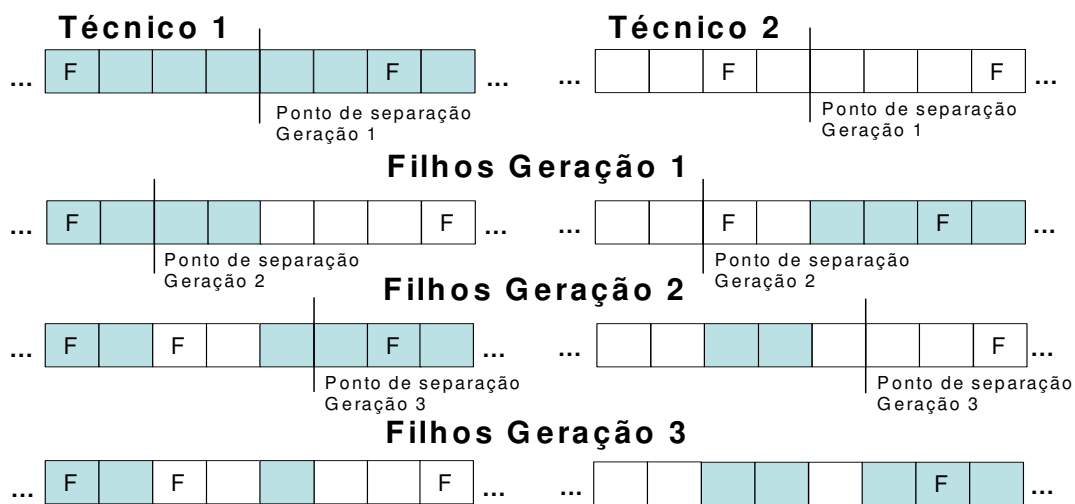 Técnico 1 Técnico 2
... F F ... ... F F ...
Ponto de separação Ponto de separação
Geração 1 Geração 1
Filhos Geração 1
... F F ... ... F F ...
Ponto de separação Ponto de separação
Geração 2 Geração 2
Filhos Geração 2
... F F F ... ... F ...
Ponto de separação Ponto de separação
Geração 3 Geração 3
Filhos Geração 3
... F F F ... ... F ...